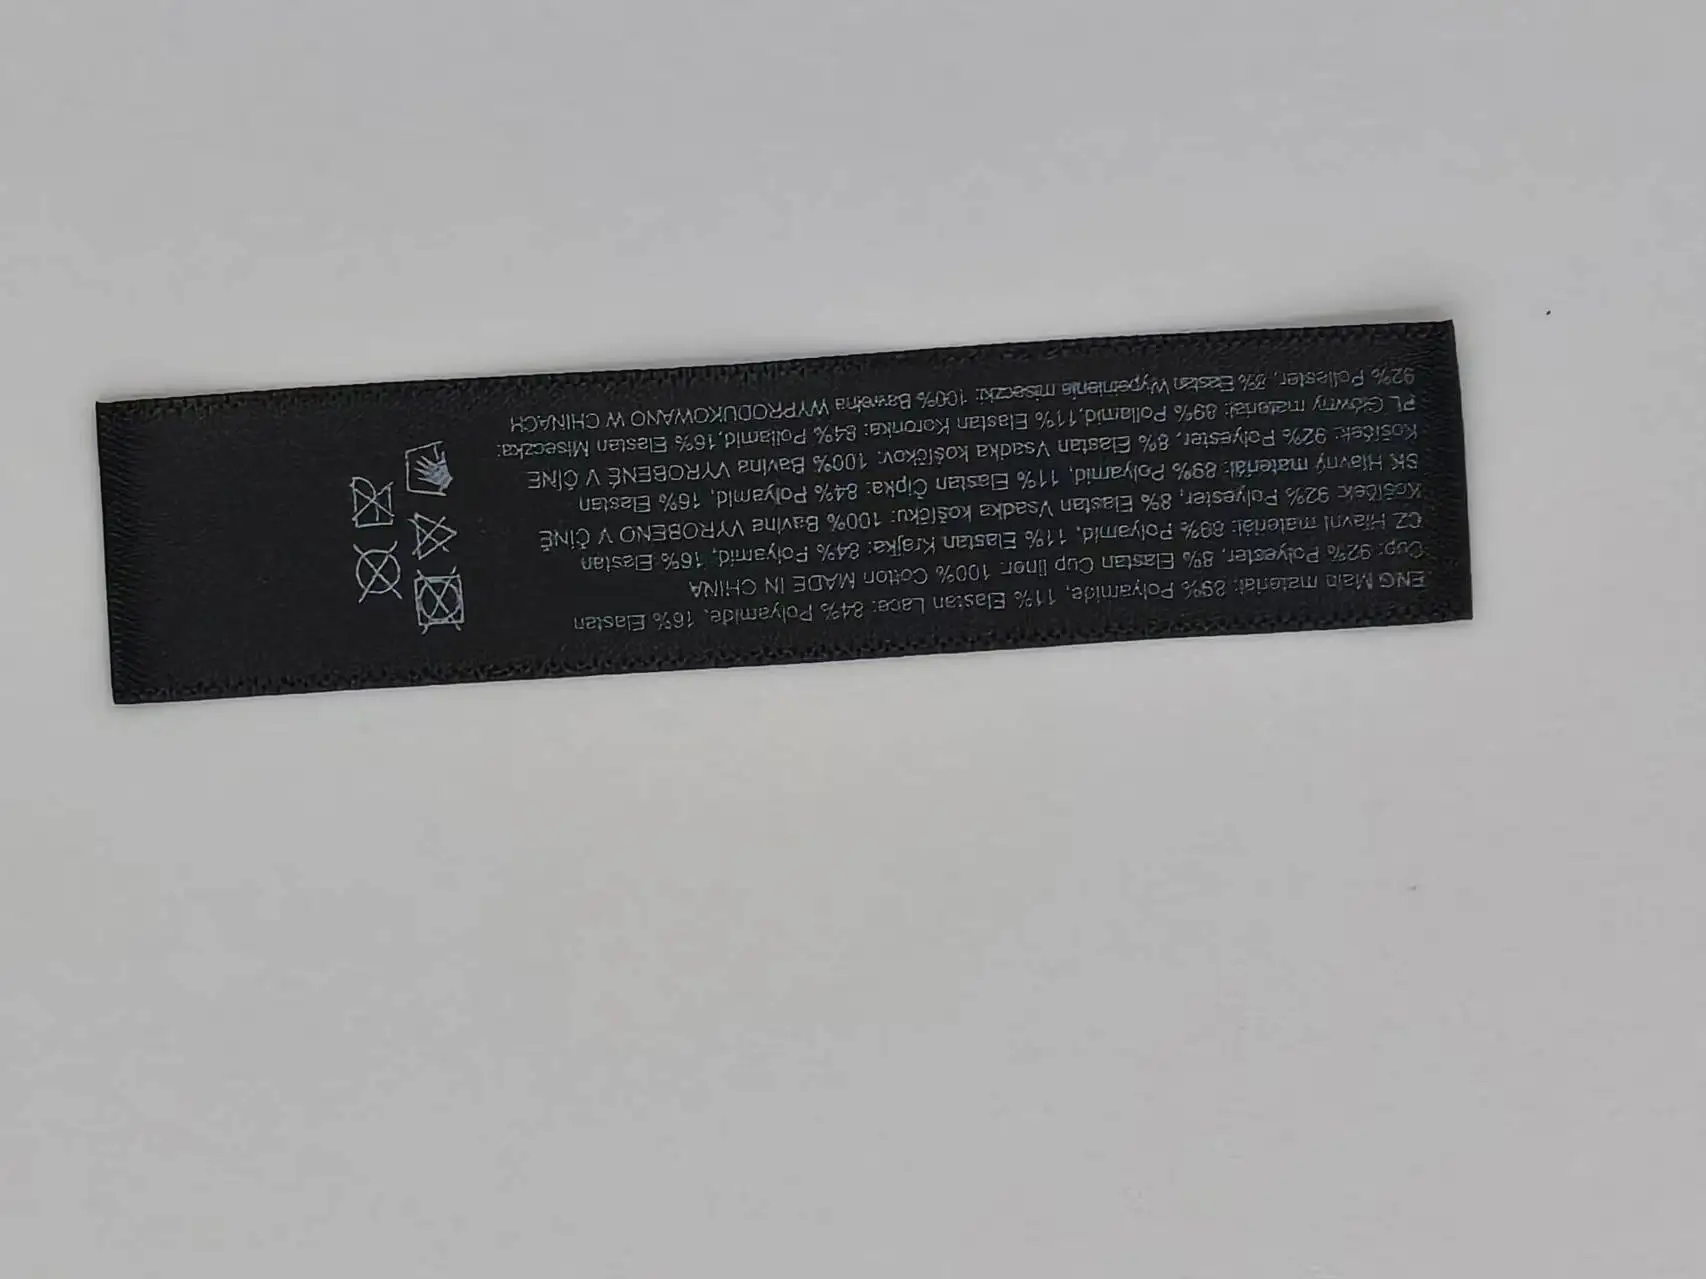 ENG Main material: 89% Polyamide, 11% Elastan Lace: 84% Polyamide, 16% Elastan
Cup: 92% Polyester, 8% Elastan Cup liner: 100% Cotton MADE IN CHINA
CZ Hlavní materiál: 89% Polyamid, 11% Elastan Krajka: 84% Polyamid, 16% Elastan
Košíček: 92% Polyester, 8% Elastan Vsadka košíčku: 100% Bavlna VYROBENO V ČÍNĚ
SK Hlavný materiál: 89% Polyamid, 11% Elastan Čipka: 84% Polyamid, 16% Elastan
Košíček: 92% Polyester, 8% Elastan Vsadka košíčkov: 100% Bavlna VYROBENÉ V ČÍNE
PL Główny materiał: 89% Poliamid,11% Elastan Koronka: 84% Poliamid,16% Elastan Miseczka:
92% Poliester, 8% Elastan Wypełnienie miseczki: 100% Bawełna WYPRODUKOWANO W CHINACH